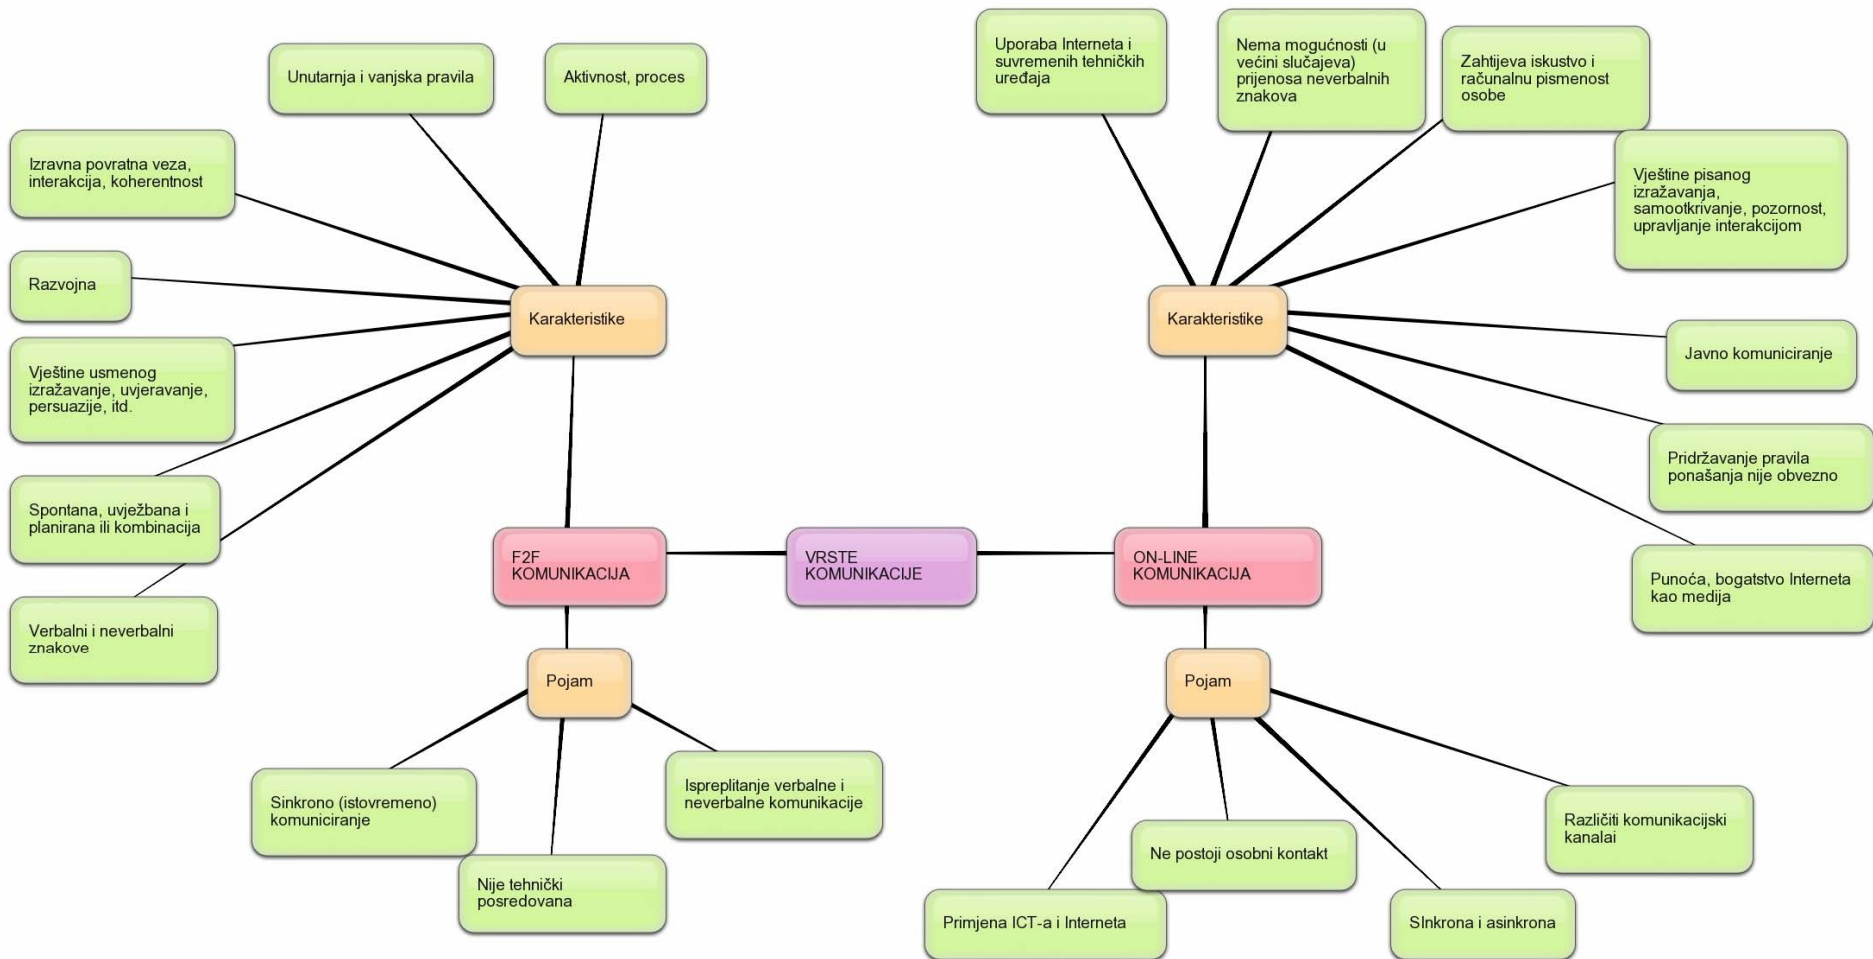 Unutarnja i vanjska pravila
Aktivnost, proces
Izravna povratna veza,
interakcija, koherentnost
Razvojna
Vještine usmenog
izražavanje, uvjeravanje,
persuazije, itd.
Spontana, uvježbana i
planirana ili kombinacija
Verbalni i neverbalni
znakove
Karakteristike
F2F
KOMUNIKACIJA
Pojam
Sinkrono (istovremeno)
komuniciranje
Nije tehnički
posredovana
Ispreplitanje verbalne i
neverbalne komunikacije
VRSTE
KOMUNIKACIJE
Uporaba Interneta i
suvremenih tehničkih
uređaja
Nema mogućnosti (u
većini slučajeva)
prijenosa neverbalnih
znakova
Zahtijeva iskustvo i
računalnu pismenost
osobe
Vještine pisanog
izražavanja,
samootkrivanje, pozornost,
upravljanje interakcijom
Karakteristike
Javno komuniciranje
Pridržavanje pravila
ponašanja nije obvezno
Punoća, bogatstvo Interneta
kao medija
ON-LINE
KOMUNIKACIJA
Pojam
Različiti komunikacijski
kanalai
Ne postoji osobni kontakt
Primjena ICT-a i Interneta
SInkrona i asinkrona